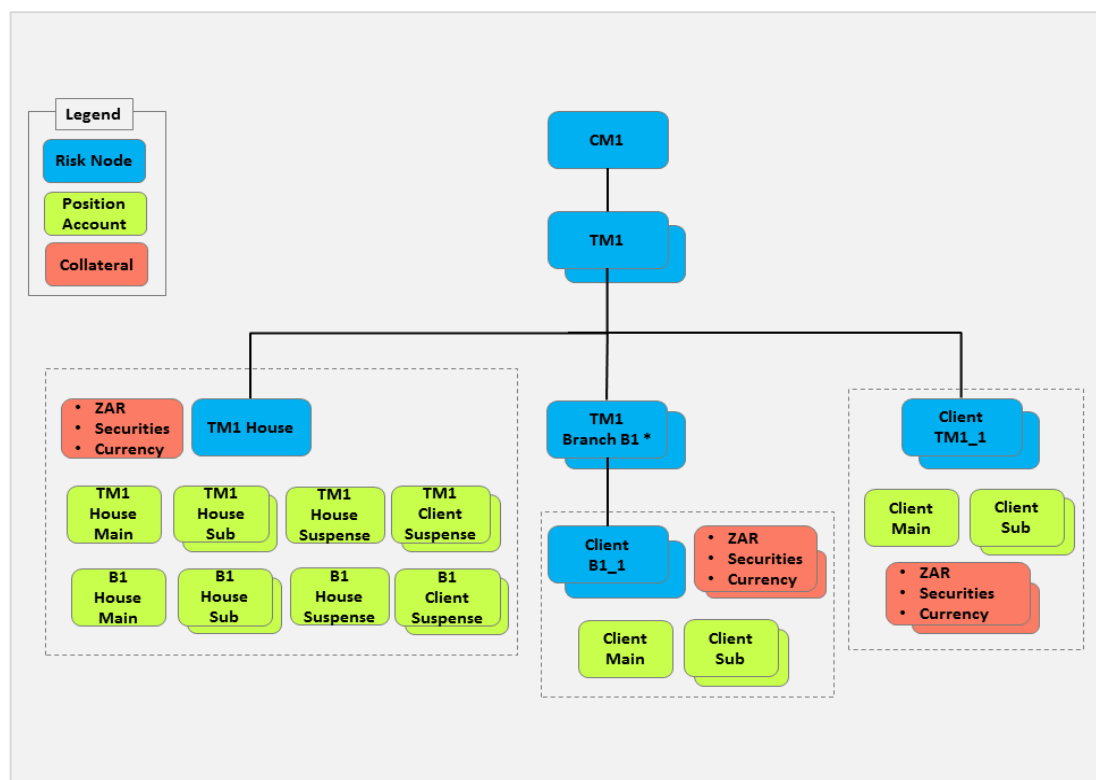 Legend
Risk Node
Position
Account
Collateral
CM1
TM1
• ZAR
• Securities
• Currency
TM1 House
TM1
House
Main
TM1
House
Sub
TM1
House
Suspense
TM1
Client
Suspense
B1
House
Main
B1
House
Sub
B1
House
Suspense
B1
Client
Suspense
TM1
Branch B1 *
Client
B1_1
• ZAR
• Securities
• Currency
Client
Main
Client
Sub
Client
TM1_1
Client
Main
Client
Sub
• ZAR
• Securities
• Currency